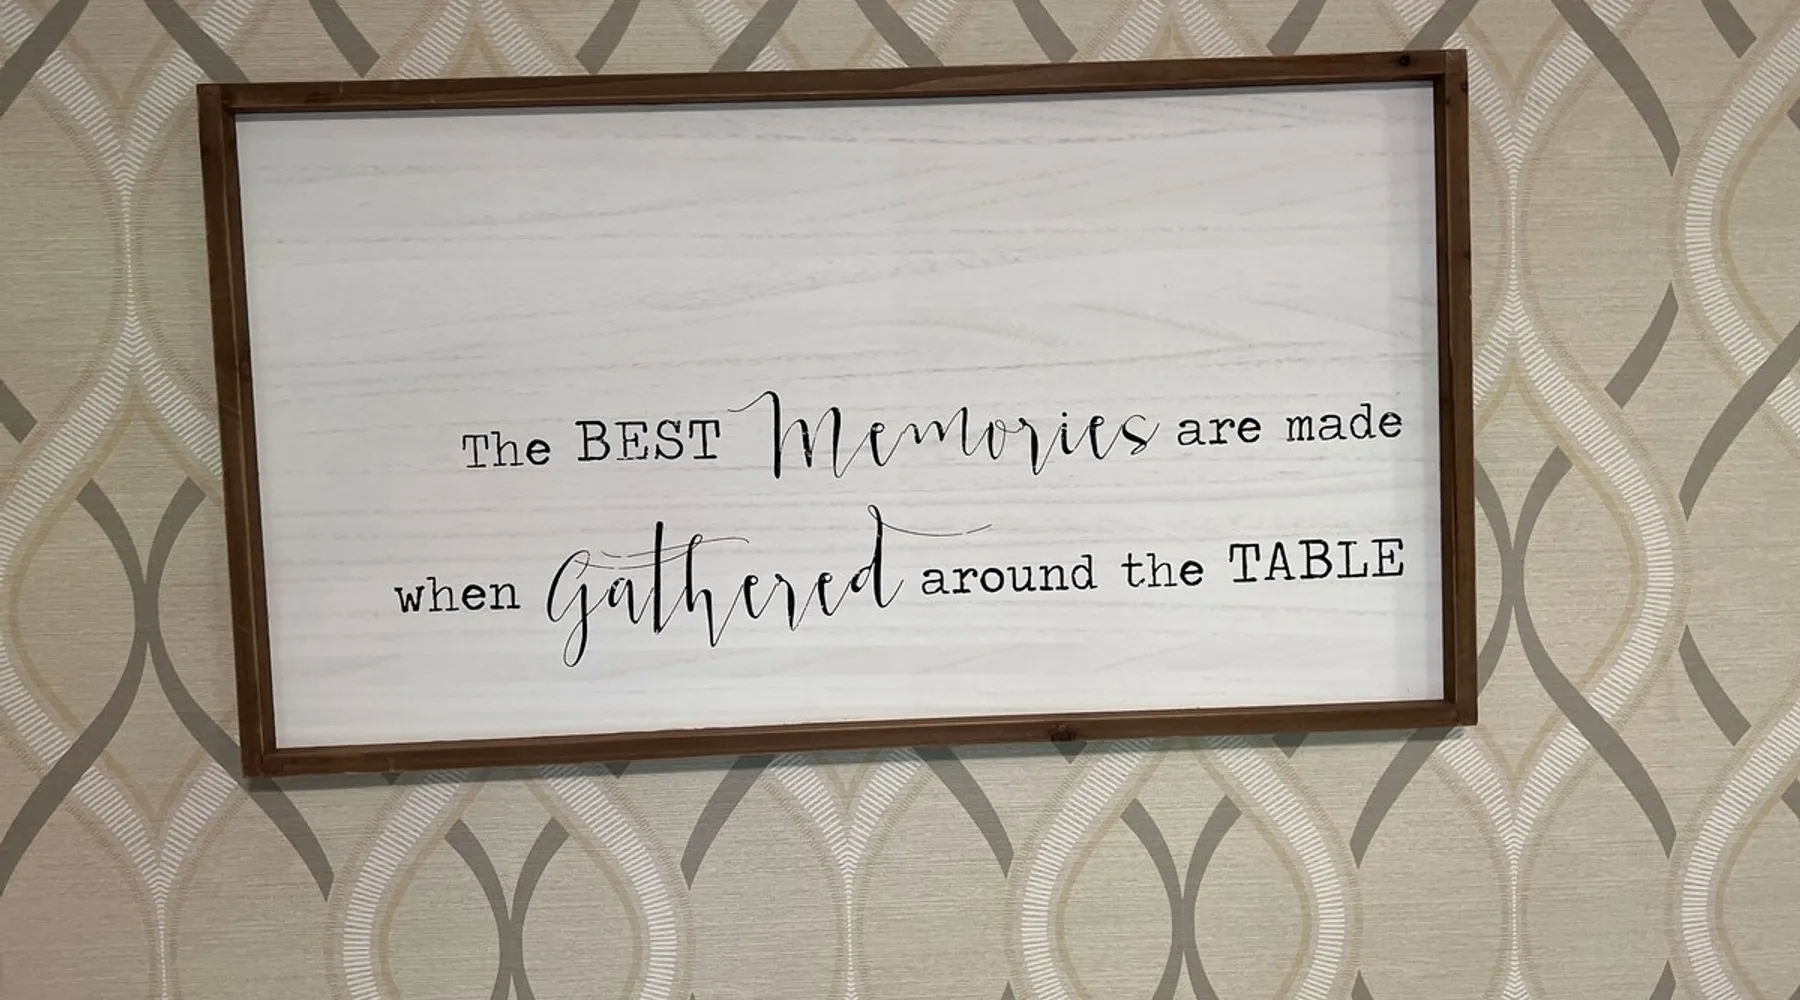 The BEST Memories are made
when Gathered around the TABLE